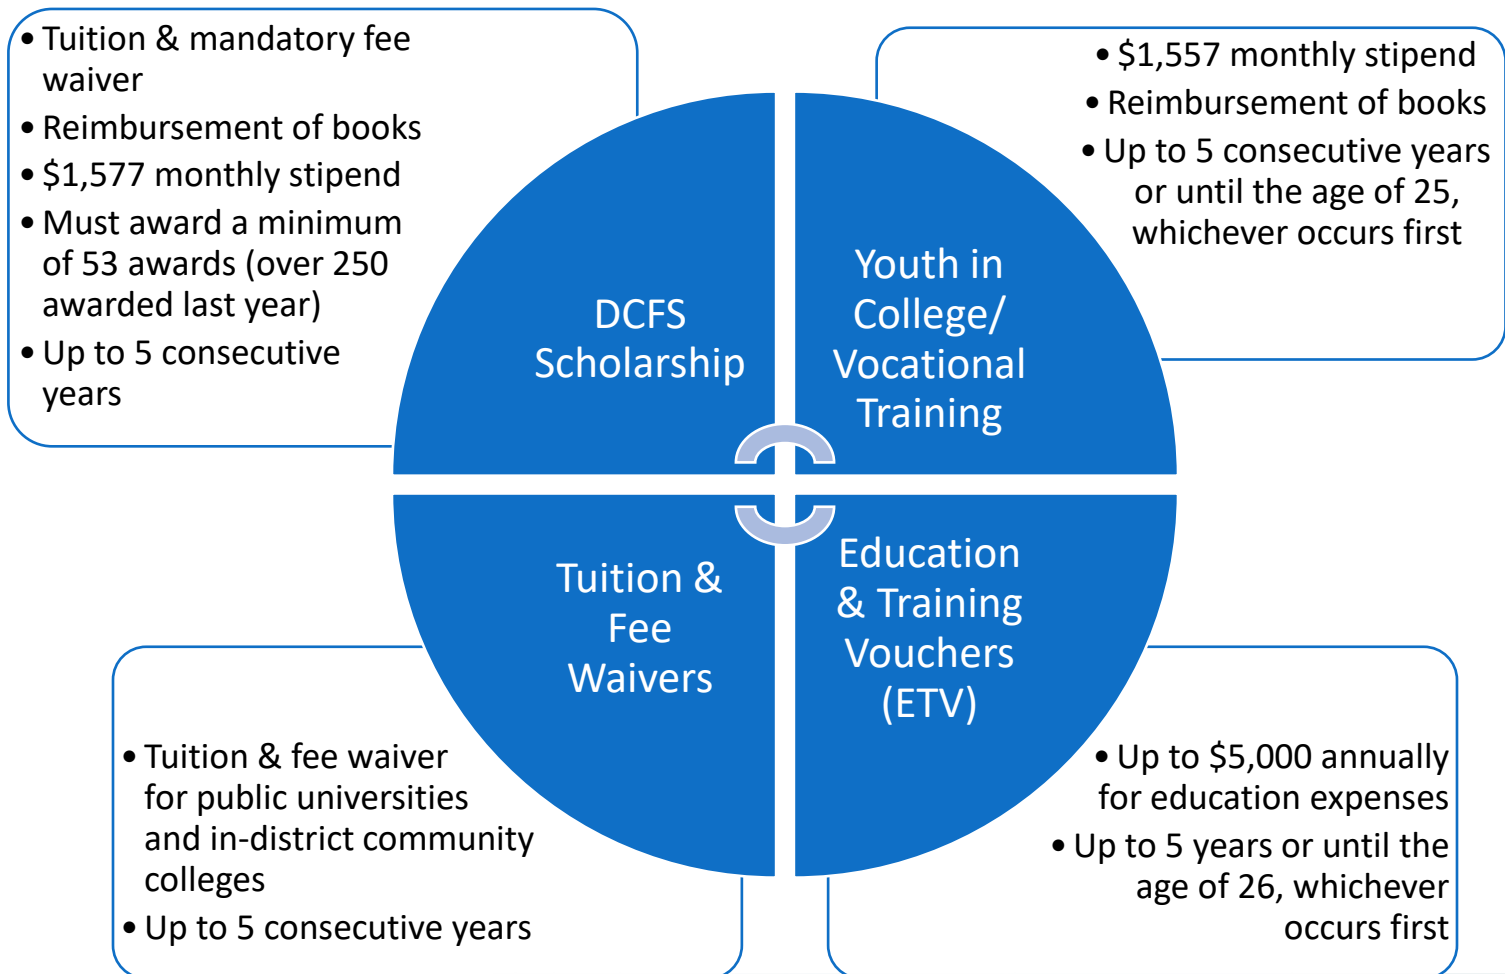 • Tuition & mandatory fee
waiver
• Reimbursement of books
• $1,577 monthly stipend
• Must award a minimum
of 53 awards (over 250
awarded last year)
• Up to 5 consecutive
years
• $1,557 monthly stipend
• Reimbursement of books
• Up to 5 consecutive years
or until the age of 25,
whichever occurs first
DCFS
Scholarship
Youth in
College/
Vocational
Training
Tuition &
Fee
Waivers
Education
& Training
Vouchers
(ETV)
• Tuition & fee waiver
for public universities
and in-district community
colleges
• Up to 5 consecutive years
• Up to $5,000 annually
for education expenses
• Up to 5 years or until the
age of 26, whichever
occurs first